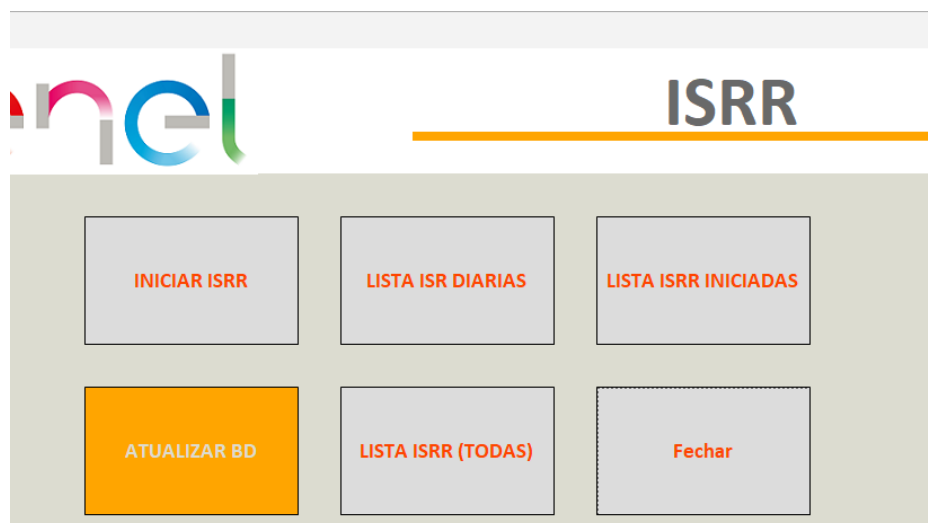 enel
ISRR
INICIAR ISRR
LISTA ISR DIARIAS
LISTA ISRR INICIADAS
ATUALIZAR BD
LISTA ISRR (TODAS)
Fechar